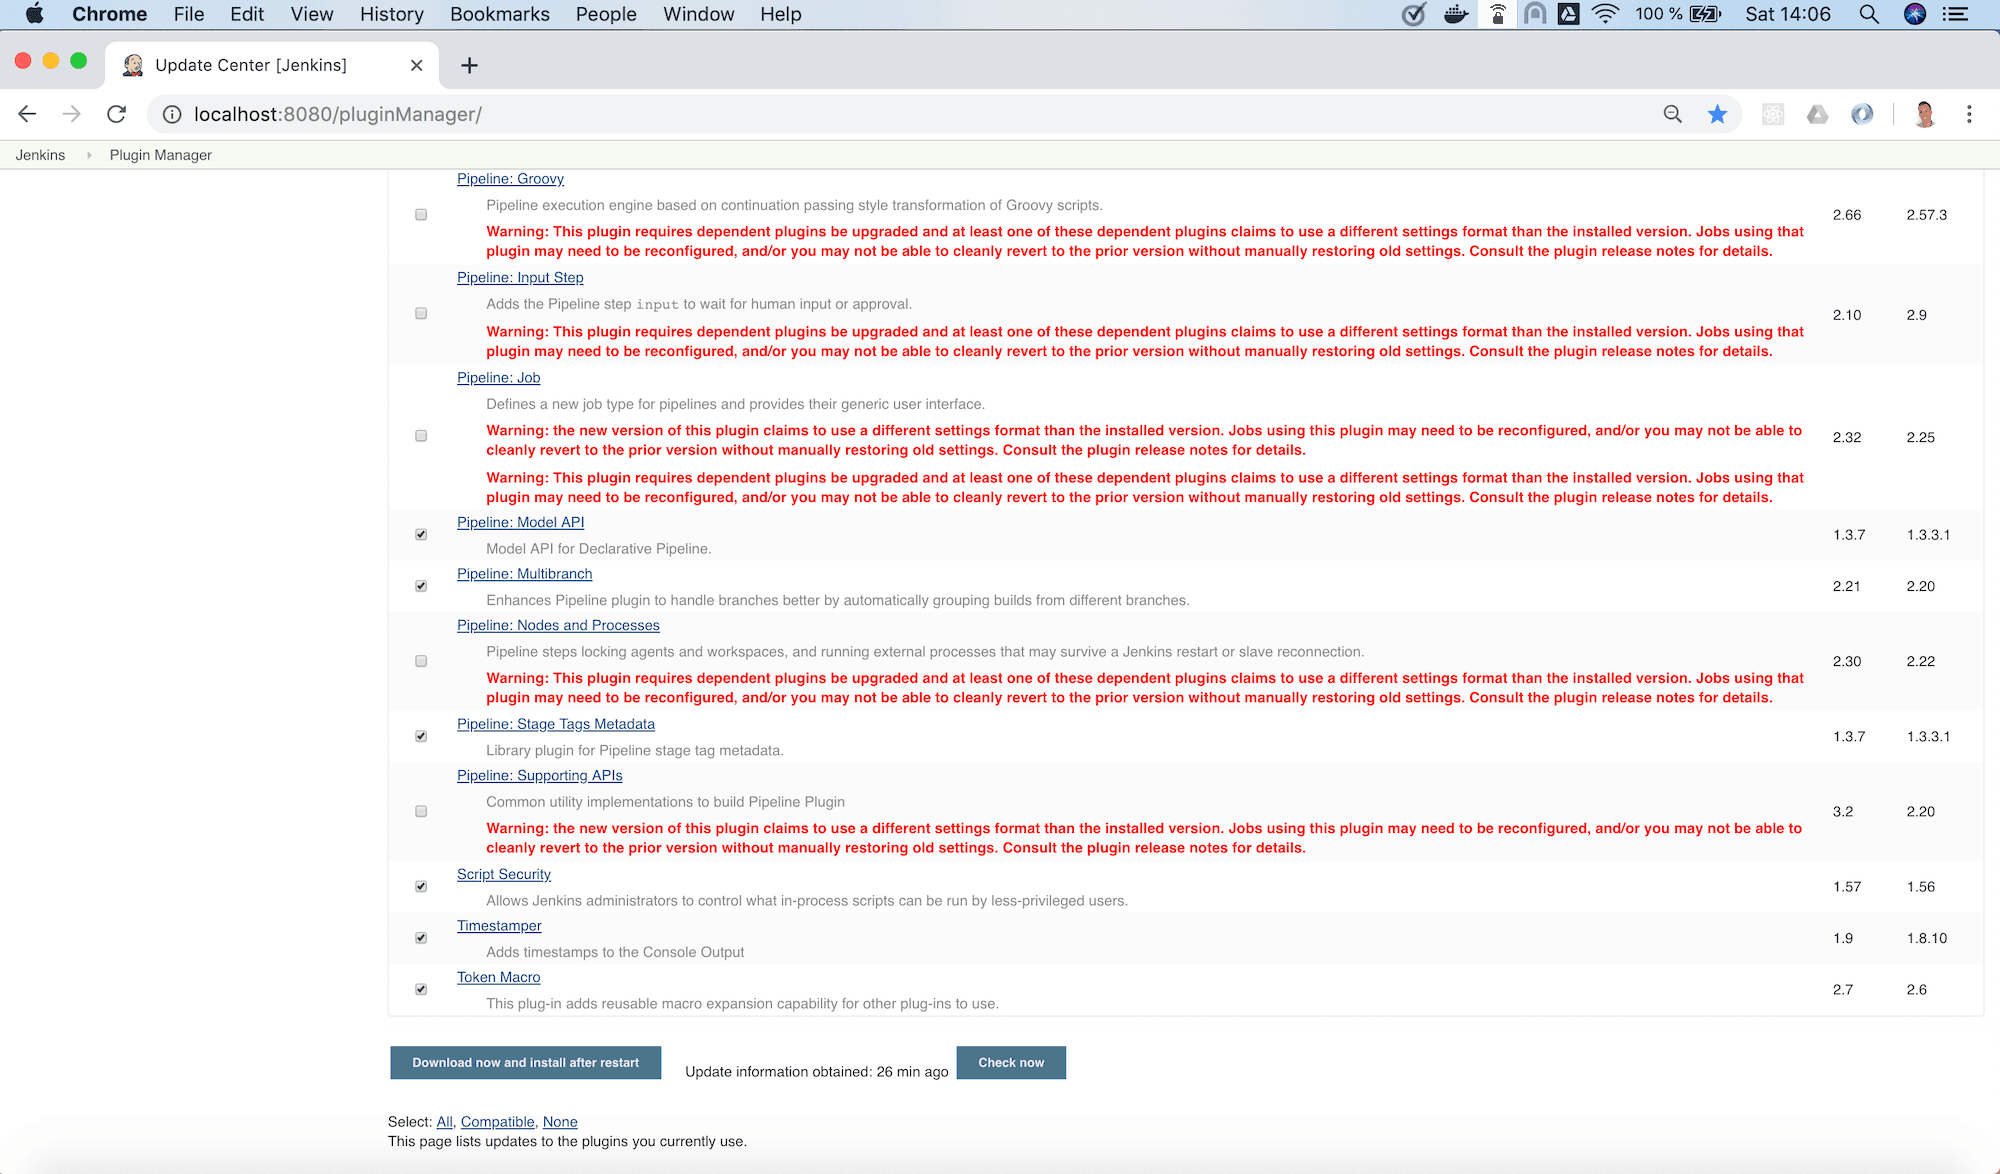 Chrome File Edit View History Bookmarks People Window Help 100 % Sat 14:06
Update Center [Jenkins]
localhost:8080/pluginManager/
Jenkins Plugin Manager
Pipeline: Groovy
Pipeline execution engine based on continuation passing style transformation of Groovy scripts.
2.66 2.57.3
Warning: This plugin requires dependent plugins be upgraded and at least one of these dependent plugins claims to use a different settings format than the installed version. Jobs using that
plugin may need to be reconfigured, and/or you may not be able to cleanly revert to the prior version without manually restoring old settings. Consult the plugin release notes for details.
Pipeline: Input Step
Adds the Pipeline step input to wait for human input or approval.
2.10 2.9
Warning: This plugin requires dependent plugins be upgraded and at least one of these dependent plugins claims to use a different settings format than the installed version. Jobs using that
plugin may need to be reconfigured, and/or you may not be able to cleanly revert to the prior version without manually restoring old settings. Consult the plugin release notes for details.
Pipeline: Job
Defines a new job type for pipelines and provides their generic user interface.
Warning: the new version of this plugin claims to use a different settings format than the installed version. Jobs using this plugin may need to be reconfigured, and/or you may not be able to
2.32 2.25
cleanly revert to the prior version without manually restoring old settings. Consult the plugin release notes for details.
Warning: This plugin requires dependent plugins be upgraded and at least one of these dependent plugins claims to use a different settings format than the installed version. Jobs using that
plugin may need to be reconfigured, and/or you may not be able to cleanly revert to the prior version without manually restoring old settings. Consult the plugin release notes for details.
Pipeline: Model API
1.3.7 1.3.3.1
Model API for Declarative Pipeline.
Pipeline: Multibranch
2.21 2.20
Enhances Pipeline plugin to handle branches better by automatically grouping builds from different branches.
Pipeline: Nodes and Processes
Pipeline steps locking agents and workspaces, and running external processes that may survive a Jenkins restart or slave reconnection.
2.30 2.22
Warning: This plugin requires dependent plugins be upgraded and at least one of these dependent plugins claims to use a different settings format than the installed version. Jobs using that
plugin may need to be reconfigured, and/or you may not be able to cleanly revert to the prior version without manually restoring old settings. Consult the plugin release notes for details.
Pipeline: Stage Tags Metadata
1.3.7 1.3.3.1
Library plugin for Pipeline stage tag metadata.
Pipeline: Supporting APIs
Common utility implementations to build Pipeline Plugin
3.2 2.20
Warning: the new version of this plugin claims to use a different settings format than the installed version. Jobs using this plugin may need to be reconfigured, and/or you may not be able to
cleanly revert to the prior version without manually restoring old settings. Consult the plugin release notes for details.
Script Security
1.57 1.56
Allows Jenkins administrators to control what in-process scripts can be run by less-privileged users.
Timestamper
1.9 1.8.10
Adds timestamps to the Console Output
Token Macro
2.7 2.6
This plug-in adds reusable macro expansion capability for other plug-ins to use.
Download now and install after restart Update information obtained: 26 min ago Check now
Select: All, Compatible, None
This page lists updates to the plugins you currently use.